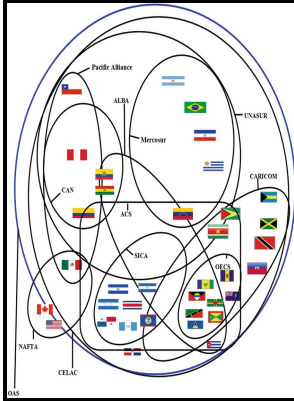 Pacific Alliance
ALBA
UNASUR
Mercosur
CARICOM
CAN
ACS
SICA
OECS
NAFTA
CELAC
OAS